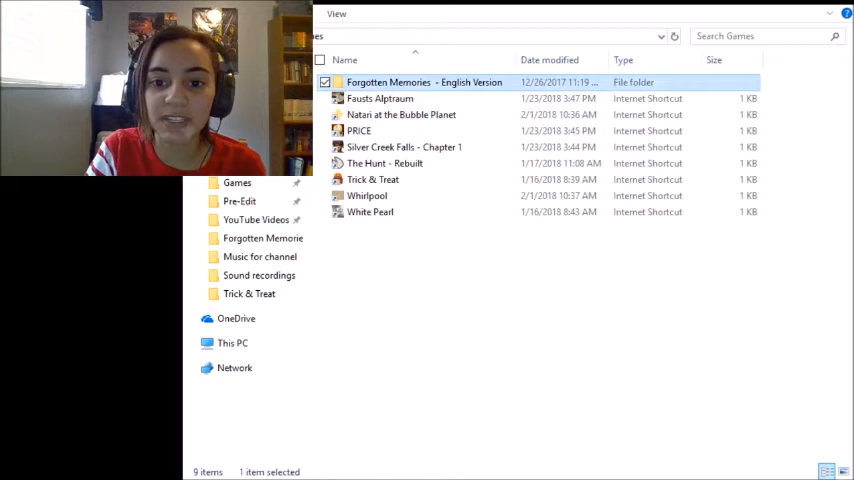 View
es
Search Games
Name Date modified Type Size
Forgotten Memories - English Version 12/26/2017 11:19 ... File folder
Fausts Alptraum 1/23/2018 3:47 PM Internet Shortcut 1 KB
Natari at the Bubble Planet 2/1/2018 10:36 AM Internet Shortcut 1 KB
PRICE 1/23/2018 3:45 PM Internet Shortcut 1 KB
Silver Creek Falls - Chapter 1 1/23/2018 3:44 PM Internet Shortcut 1 KB
The Hunt - Rebuilt 1/17/2018 11:08 AM Internet Shortcut 1 KB
Trick & Treat 1/16/2018 8:39 AM Internet Shortcut 1 KB
Whirlpool 2/1/2018 10:37 AM Internet Shortcut 1 KB
White Pearl 1/16/2018 8:43 AM Internet Shortcut 1 KB
Games
Pre-Edit
YouTube Videos
Forgotten Memorie
Music for channel
Sound recordings
Trick & Treat
OneDrive
This PC
Network
9 items 1 item selected